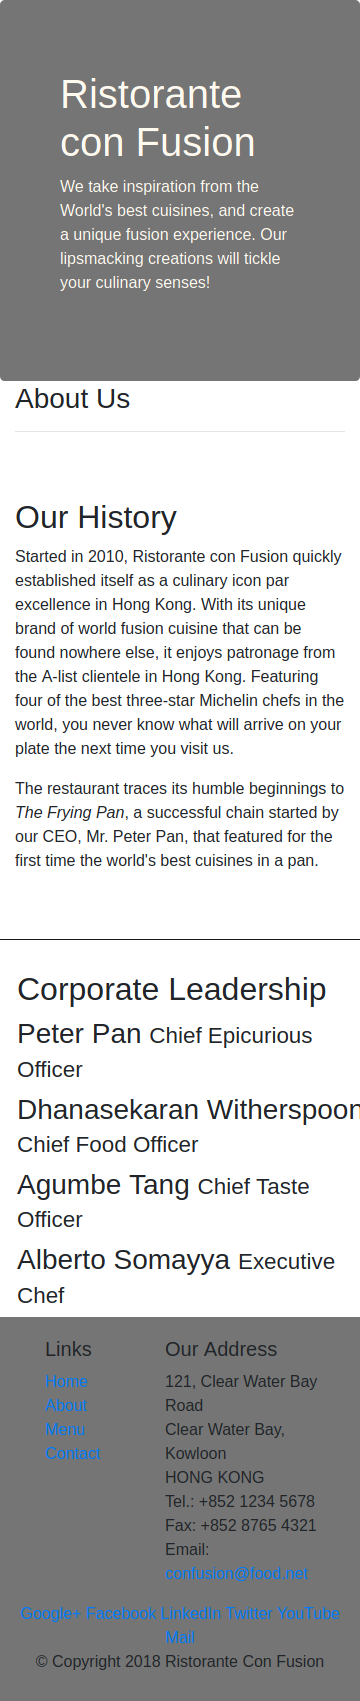 Ristorante
con Fusion
We take inspiration from the
World's best cuisines, and create
a unique fusion experience. Our
lipsmacking creations will tickle
your culinary senses!
About Us
Our History
Started in 2010, Ristorante con Fusion quickly
established itself as a culinary icon par
excellence in Hong Kong. With its unique
brand of world fusion cuisine that can be
found nowhere else, it enjoys patronage from
the A-list clientele in Hong Kong. Featuring
four of the best three-star Michelin chefs in the
world, you never know what will arrive on your
plate the next time you visit us.
The restaurant traces its humble beginnings to
The Frying Pan, a successful chain started by
our CEO, Mr. Peter Pan, that featured for the
first time the world's best cuisines in a pan.
Corporate Leadership
Peter Pan Chief Epicurious
Officer
Dhanasekaran Witherspoon
Chief Food Officer
Agumbe Tang Chief Taste
Officer
Alberto Somayya Executive
Chef
Links
Home
About
Menu
Contact
Our Address
121, Clear Water Bay
Road
Clear Water Bay,
Kowloon
HONG KONG
Tel.: +852 1234 5678
Fax: +852 8765 4321
Email:
confusion@food.net
Google+ Facebook LinkedIn Twitter YouTube
Mail
© Copyright 2018 Ristorante Con Fusion